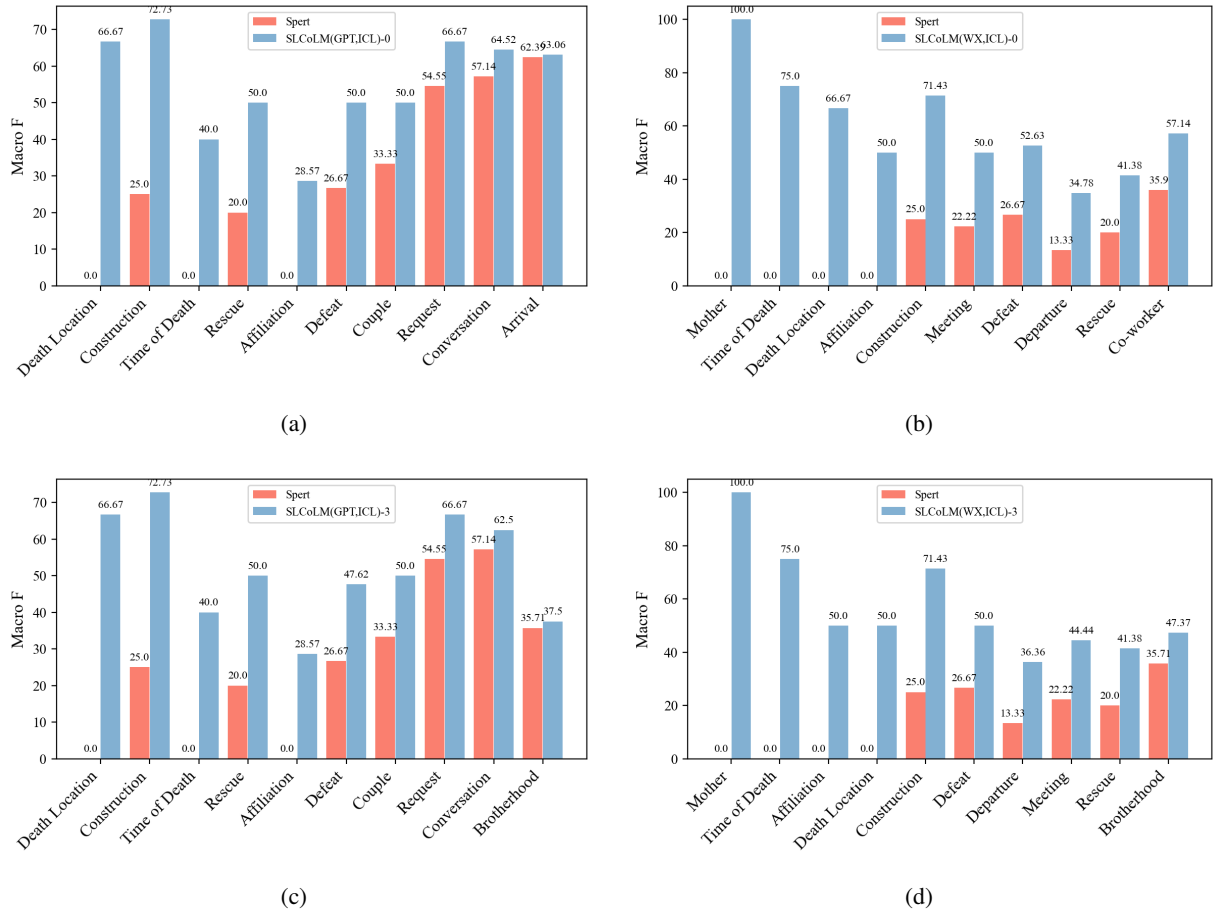 72.73
Spert
SLCoLM(GPT,ICL)-0
66.67 25.0 0.0 40.0 20.0 50.0 0.0 28.57 26.67 50.0 33.33 50.0 54.55 66.67 57.14 64.52 62.39 63.06
0.0
Macro F
70
60
50
40
30
20
10
0
Death Location
Construction
Time of Death
Rescue
Affiliation
Defeat
Couple
Request
Conversation
Arrival
(a)
100.0
Spert
SLCoLM(WX,ICL)-0
0.0 0.0 75.0 0.0 66.67 0.0 50.0 25.0 71.43 22.22 50.0 26.67 52.63 13.33 34.78 20.0 41.38 35.9 57.14
Macro F
100
80
60
40
20
0
Mother
Time of Death
Death Location
Affiliation
Construction
Meeting
Defeat
Departure
Rescue
Co-worker
(b)
72.73
Spert
SLCoLM(GPT,ICL)-3
0.0 66.67 25.0 0.0 40.0 20.0 50.0 0.0 28.57 26.67 47.62 33.33 50.0 54.55 66.67 57.14 62.5 35.71 37.5
Macro F
70
60
50
40
30
20
10
0
Death Location
Construction
Time of Death
Rescue
Affiliation
Defeat
Couple
Request
Conversation
Brotherhood
(c)
100.0
Spert
SLCoLM(WX,ICL)-3
0.0 0.0 75.0 0.0 50.0 0.0 50.0 25.0 71.43 26.67 50.0 13.33 36.36 22.22 44.44 20.0 41.38 35.71 47.37
Macro F
100
80
60
40
20
0
Mother
Time of Death
Affiliation
Death Location
Construction
Defeat
Departure
Meeting
Rescue
Brotherhood
(d)